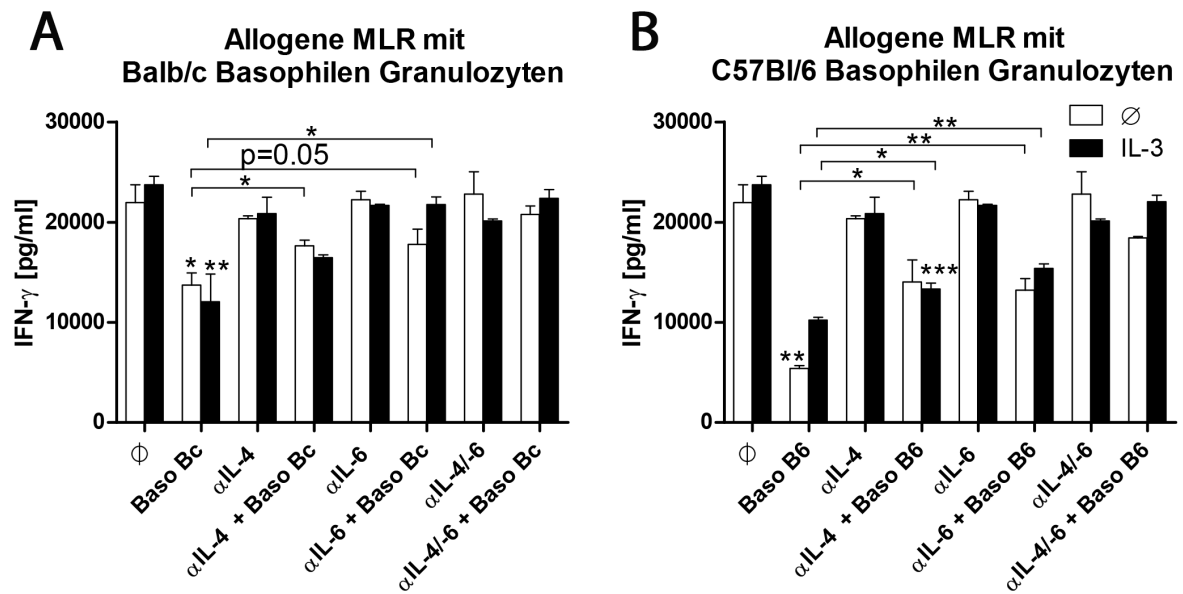 A
Allogene MLR mit
Balb/c Basophilen Granulozyten
IFN-γ [pg/ml]
30000
20000
10000
0
*
p=0.05
*
* **
ϕ
Baso Bc
αIL-4
αIL-4 + Baso Bc
αIL-6
αIL-6 + Baso Bc
αIL-4/-6
αIL-4/-6 + Baso Bc
B
Allogene MLR mit
C57Bl/6 Basophilen Granulozyten
∅
IL-3
IFN-γ [pg/ml]
30000
20000
10000
0
**
**
*
*
***
**
ϕ
Baso B6
αIL-4
αIL-4 + Baso B6
αIL-6
αIL-6 + Baso B6
αIL-4/-6
αIL-4/-6 + Baso B6